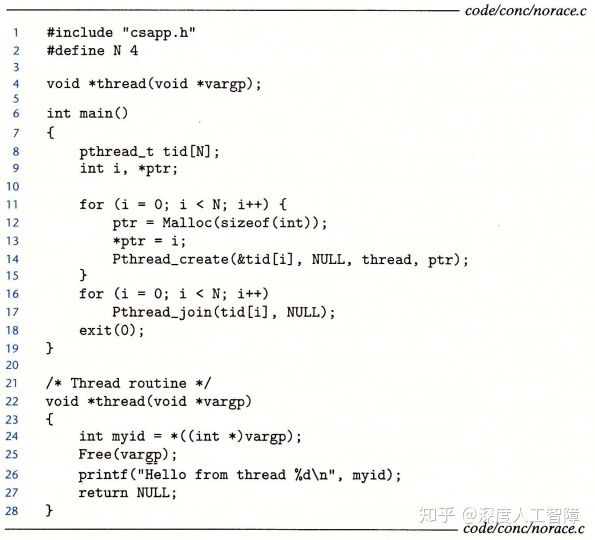 code/conc/norace.c
1 #include "csapp.h"
2 #define N 4
3
4 void *thread(void *vargp);
5
6 int main()
7 {
8     pthread_t tid[N];
9     int i, *ptr;
10
11     for (i = 0; i < N; i++) {
12         ptr = Malloc(sizeof(int));
13         *ptr = i;
14         Pthread_create(&tid[i], NULL, thread, ptr);
15     }
16     for (i = 0; i < N; i++)
17         Pthread_join(tid[i], NULL);
18     exit(0);
19 }
20
21 /* Thread routine */
22 void *thread(void *vargp)
23 {
24     int myid = *((int *)vargp);
25     Free(vargp);
26     printf("Hello from thread %d\n", myid);
27     return NULL;
28 }
知乎 @深度人工智障
code/conc/norace.c